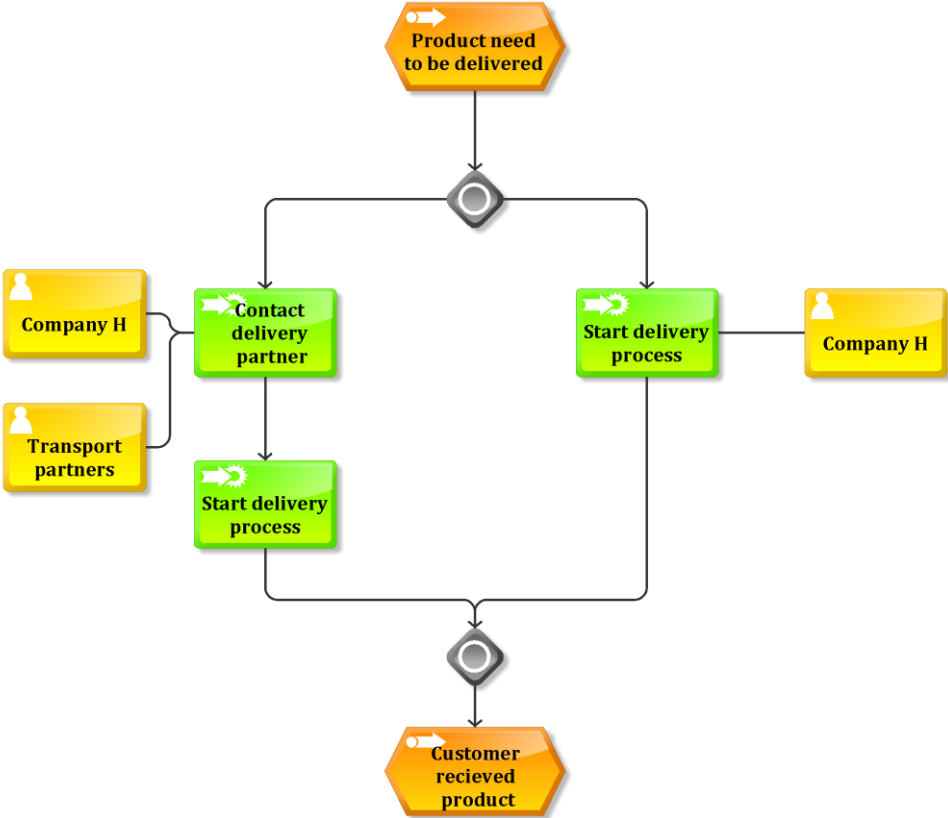 Product need
to be delivered
Company H
Contact
delivery
partner
Start delivery
process
Company H
Transport
partners
Start delivery
process
Customer
recieved
product